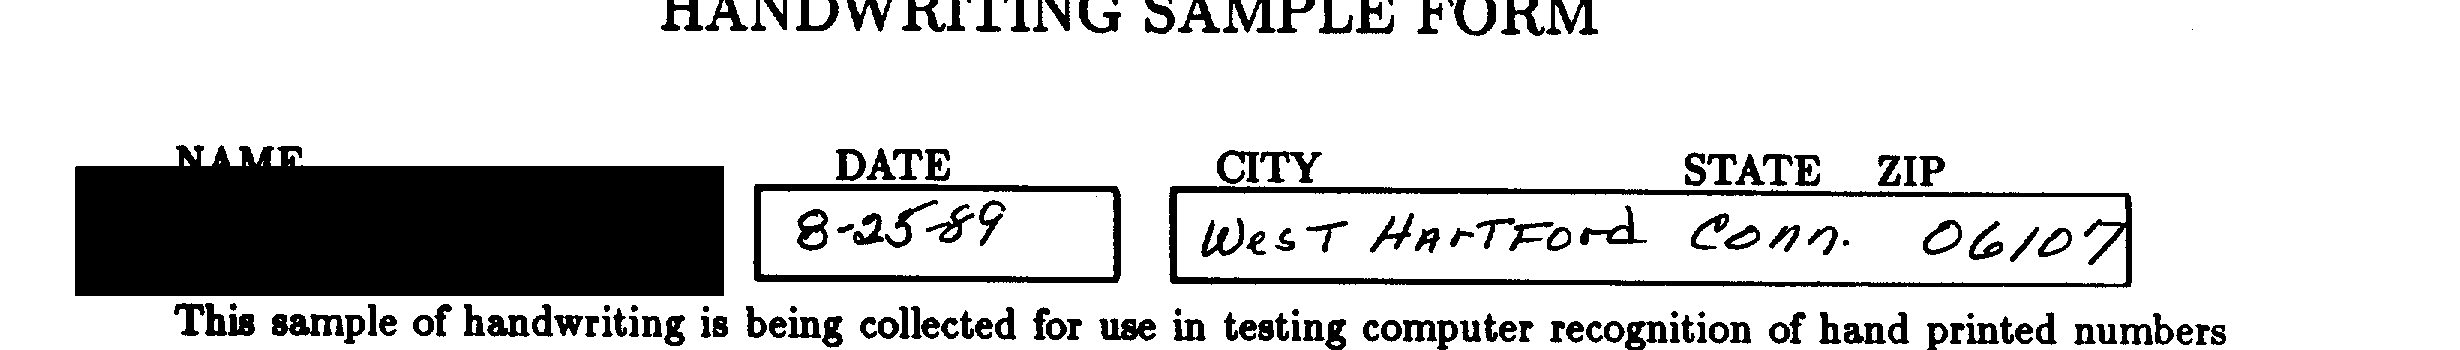 HANDWRITING SAMPLE FORM
NAME DATE CITY STATE ZIP
8-25-89 WesT HArTFord Conn. 06107
This sample of handwriting is being collected for use in testing computer recognition of hand printed numbers